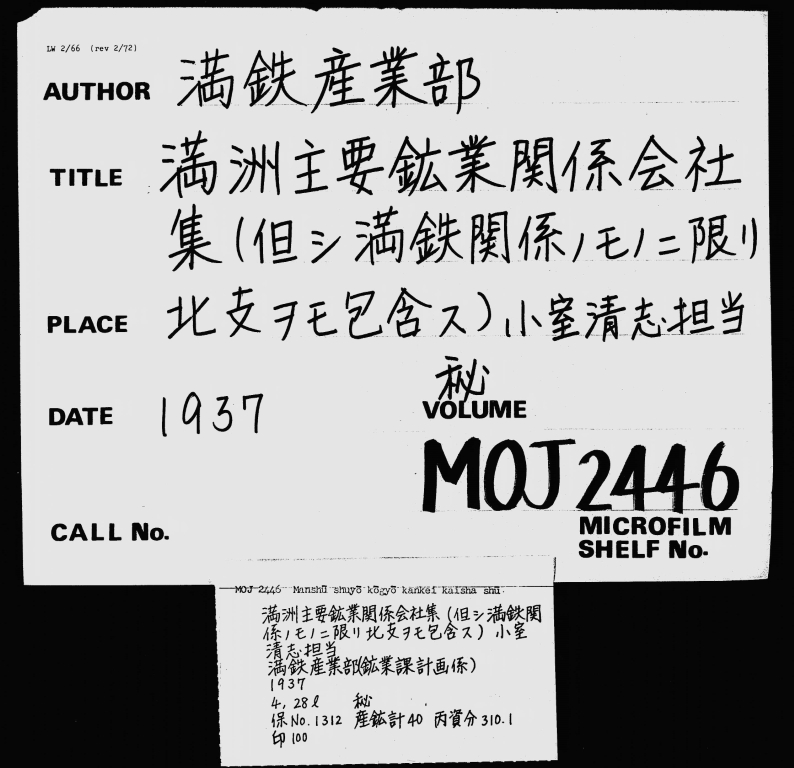 LW 2/66 (rev 2/72)
AUTHOR 満鉄産業部
TITLE 満洲主要鉱業関係会社
集(但シ満鉄関係ノモノニ限リ
PLACE 北支ヲモ包含ス)小室清志担当
秘
DATE 1937 VOLUME
MOJ 2446
CALL No. MICROFILM
SHELF No.
MOJ 2446 Manshū shuyō kōgyō kankei kaisha shū.
満洲主要鉱業関係会社集(但シ満鉄関
係ノモノニ限リ北支ヲモ包含ス) 小室
清志担当
満鉄産業部(鉱業課計画係)
1937
4, 28ℓ 秘
保No.1312 産鉱計40 丙資分310.1
印100